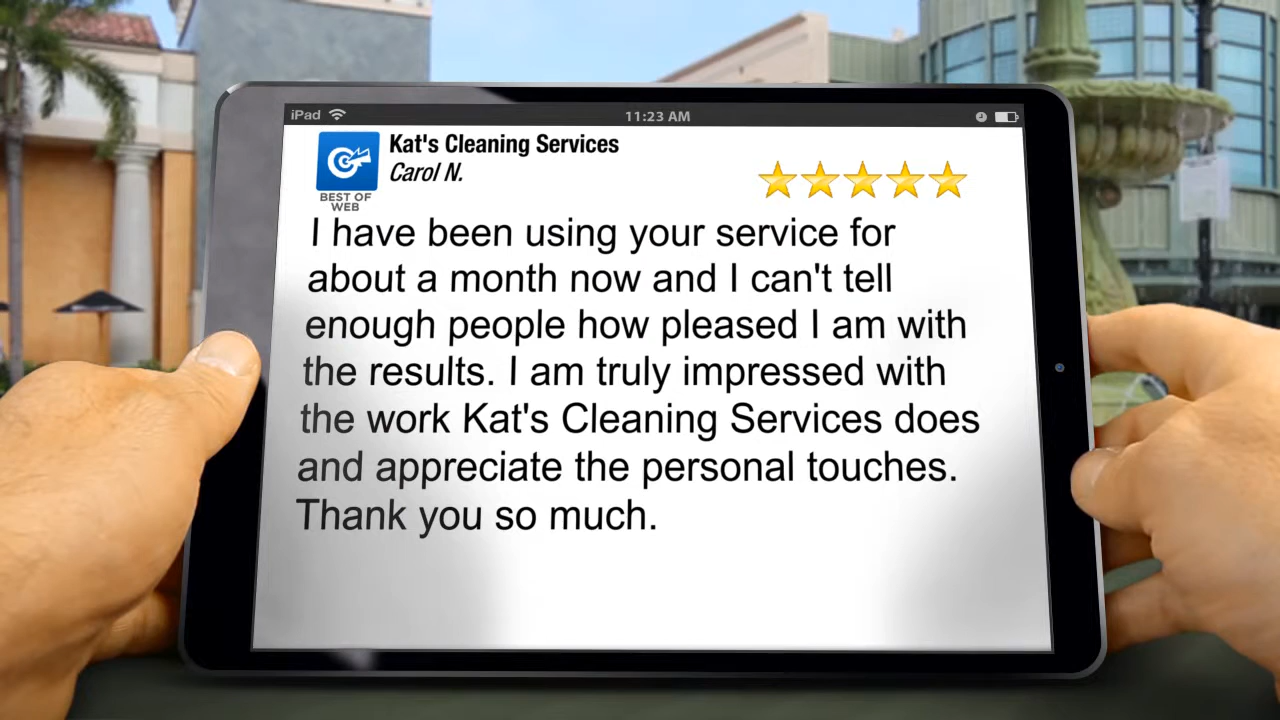 iPad
11:23 AM
Kat's Cleaning Services
Carol N.
BEST OF
WEB
I have been using your service for
about a month now and I can't tell
enough people how pleased I am with
the results. I am truly impressed with
the work Kat's Cleaning Services does
and appreciate the personal touches.
Thank you so much.